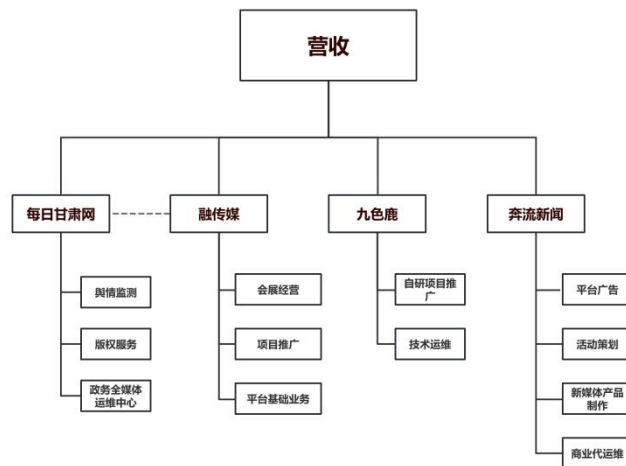 营收
每日甘肃网
融传媒
九色鹿
奔流新闻
舆情监测
版权服务
政务全媒体
运维中心
会展经营
项目推广
平台基础业务
自研项目推
广
技术运维
平台广告
活动策划
新媒体产品
制作
商业代运维